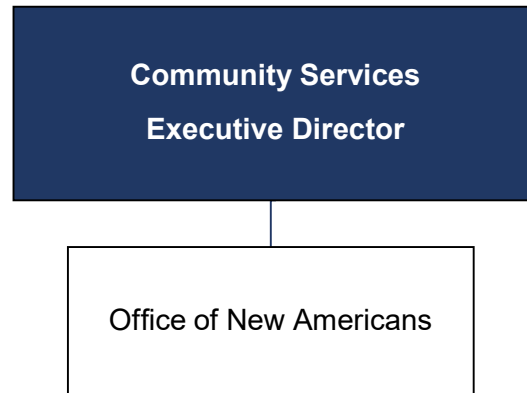 Community Services
Executive Director
Office of New Americans